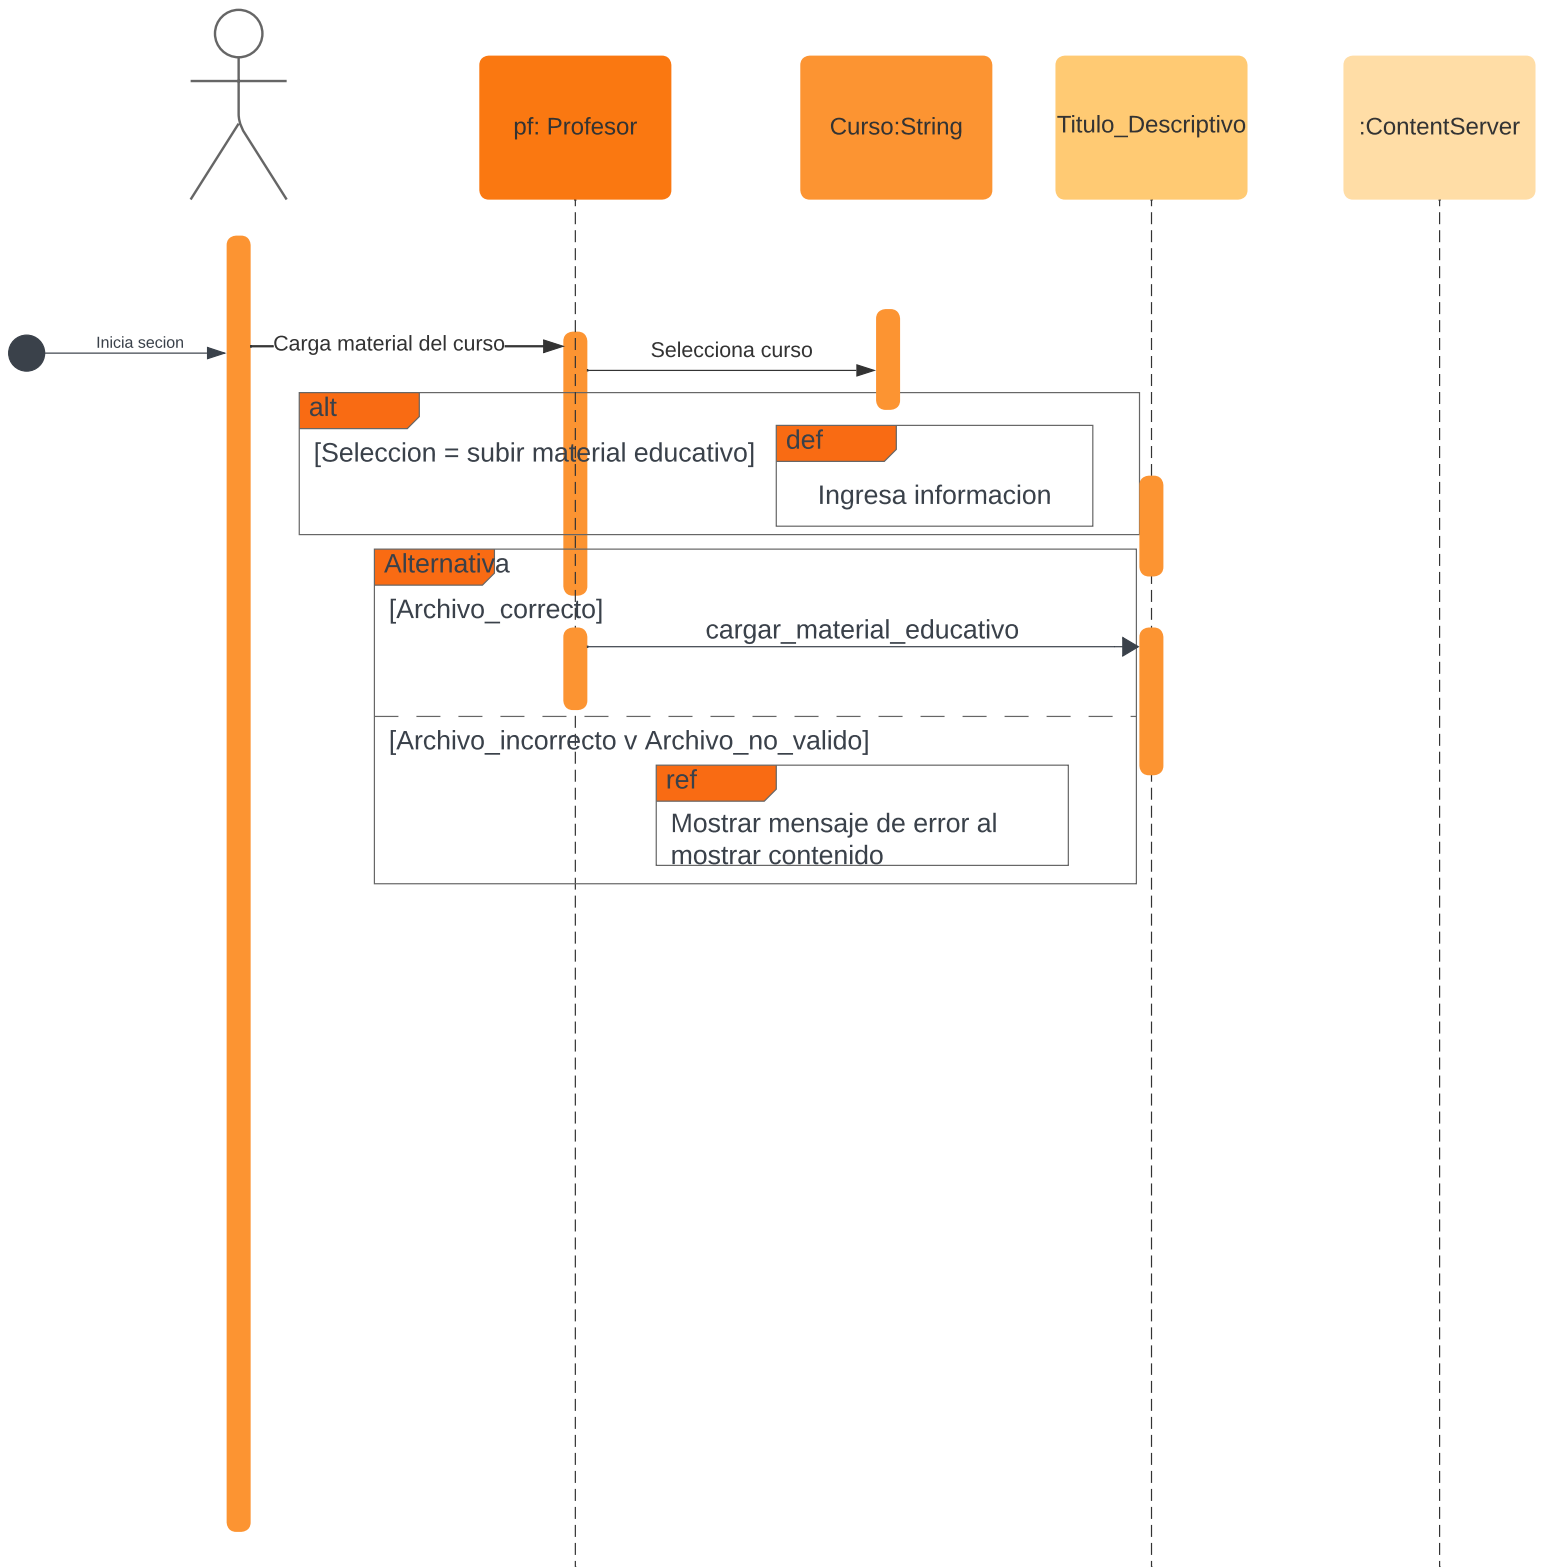 pf: Profesor
Curso:String
Titulo_Descriptivo
:ContentServer
Inicia secion
Carga material del curso
Selecciona curso
alt
[Seleccion = subir material educativo]
def
Ingresa informacion
Alternativa
[Archivo_correcto]
cargar_material_educativo
[Archivo_incorrecto v Archivo_no_valido]
ref
Mostrar mensaje de error al
mostrar contenido